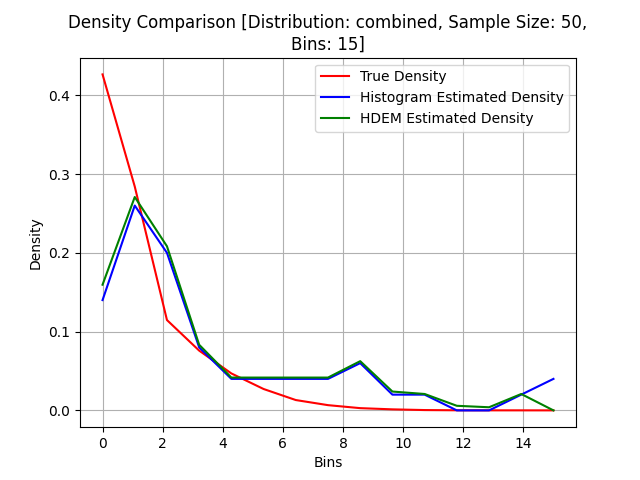 Density Comparison [Distribution: combined, Sample Size: 50,
Bins: 15]
True Density
Histogram Estimated Density
HDEM Estimated Density
Density
0.4
0.3
0.2
0.1
0.0
0 2 4 6 8 10 12 14
Bins